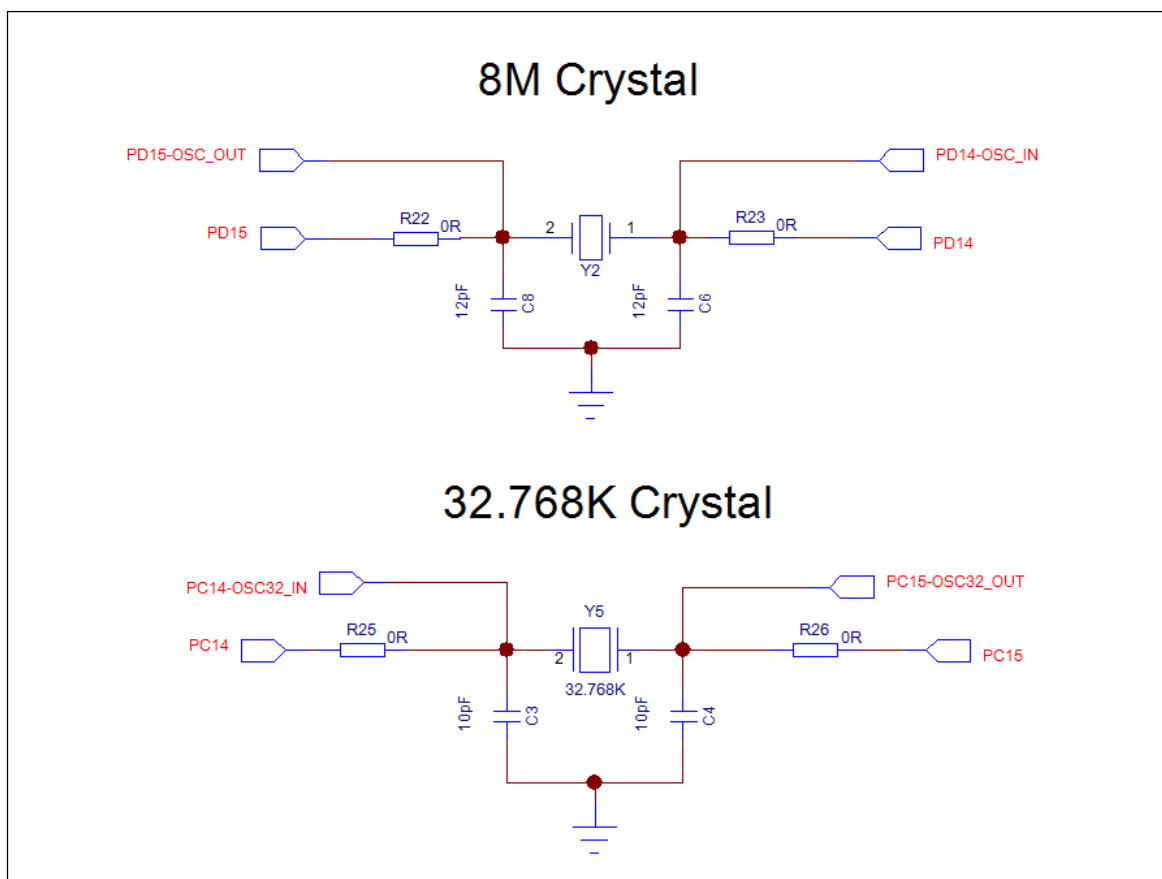 8M Crystal
PD15-OSC_OUT
PD14-OSC_IN
R22
0R
R23
0R
PD15
2
1
PD14
Y2
12pF
C8
12pF
C6
32.768K Crystal
PC14-OSC32_IN
PC15-OSC32_OUT
Y5
R25
0R
R26
0R
PC14
2
1
PC15
32.768K
10pF
C3
10pF
C4